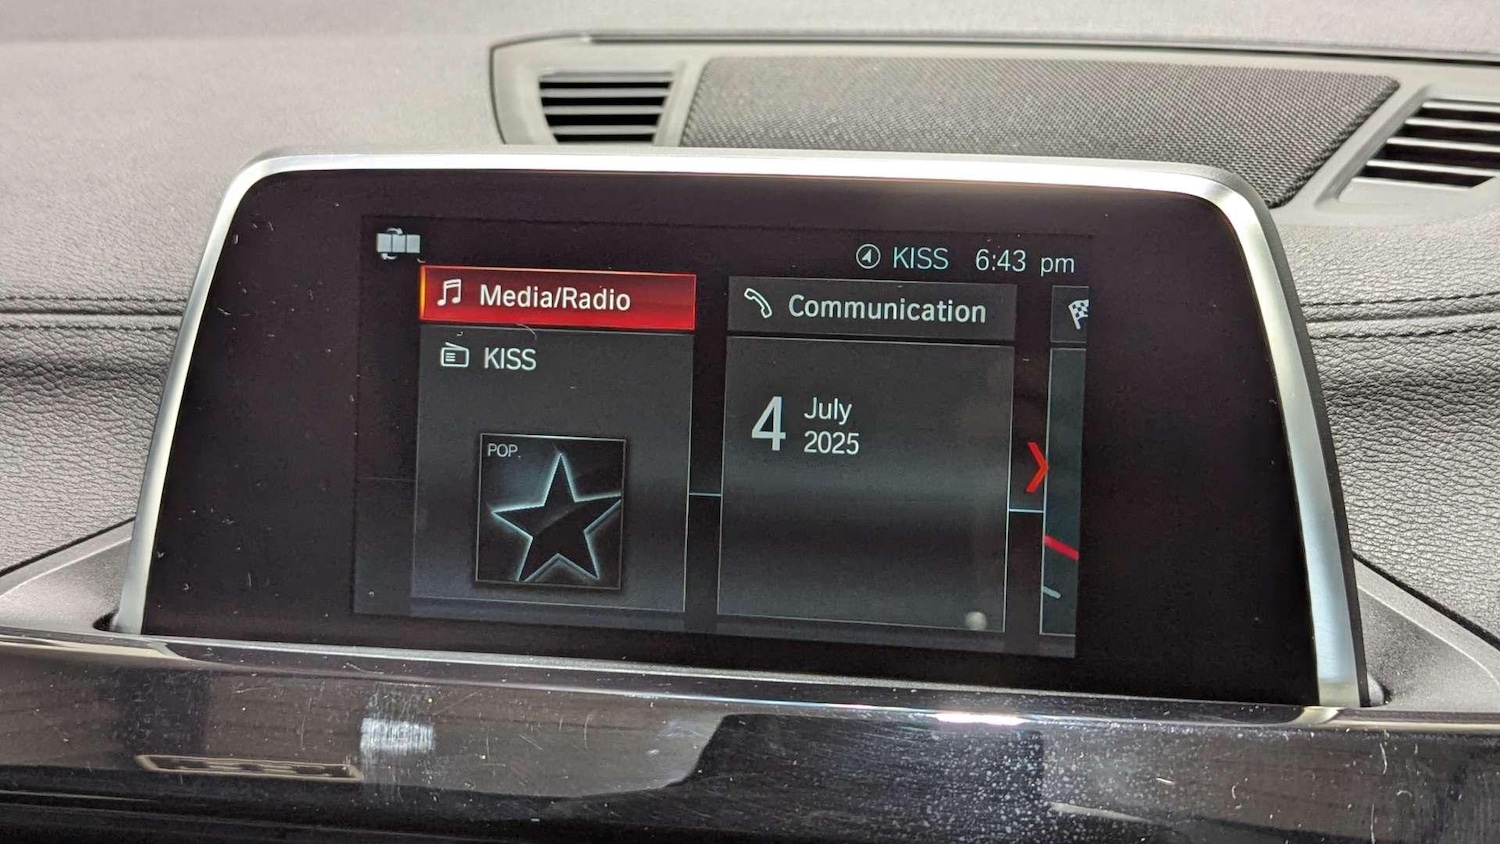 KISS 6:43 pm
Media/Radio
Communication
KISS
POP
4 July
2025